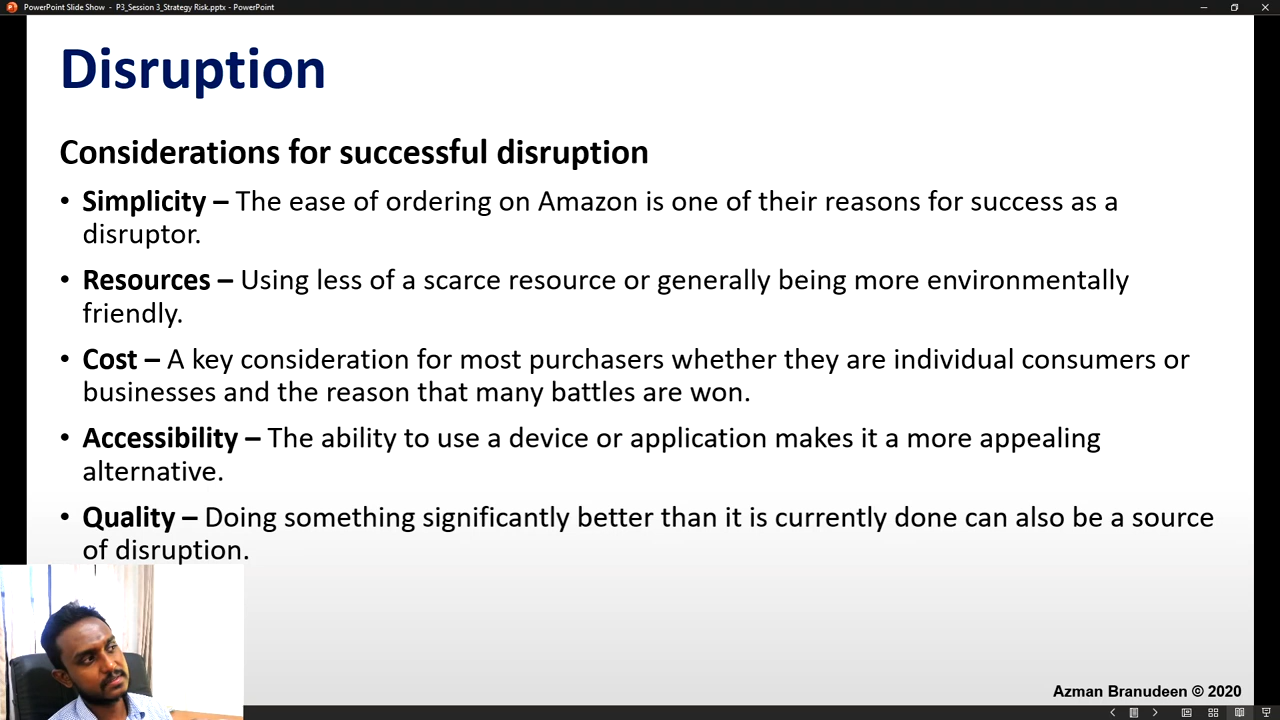 PowerPoint Slide Show - P3_Session 3_Strategy Risk.pptx - PowerPoint
Disruption
Considerations for successful disruption
• Simplicity – The ease of ordering on Amazon is one of their reasons for success as a
disruptor.
• Resources – Using less of a scarce resource or generally being more environmentally
friendly.
• Cost – A key consideration for most purchasers whether they are individual consumers or
businesses and the reason that many battles are won.
• Accessibility – The ability to use a device or application makes it a more appealing
alternative.
• Quality – Doing something significantly better than it is currently done can also be a source
of disruption.
Azman Branudeen © 2020